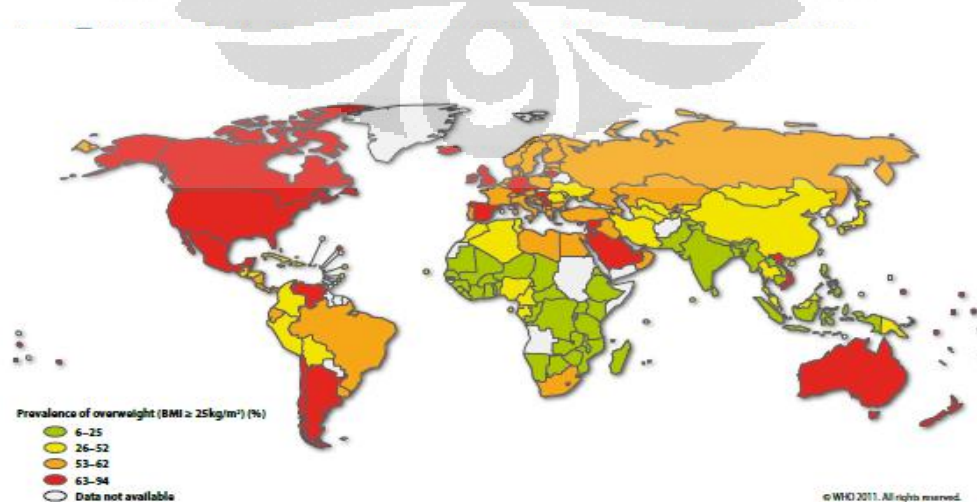 Prevalence of overweight (BMI ≥ 25kg/m²) (%)
6–25
26–52
53–62
63–94
Data not available
© WHO 2011. All rights reserved.